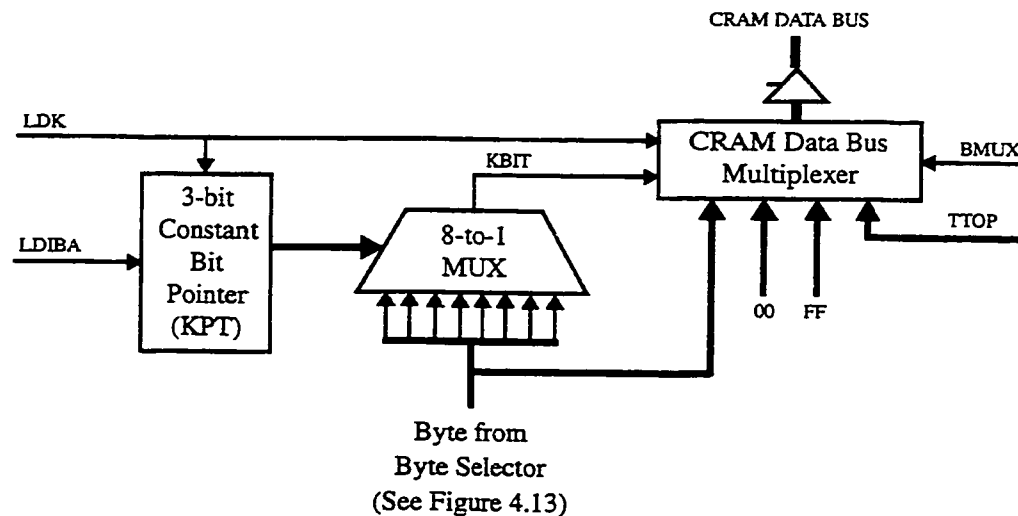 CRAM DATA BUS
LDK
KBIT
CRAM Data Bus
Multiplexer
BMUX
3-bit
Constant
Bit
Pointer
(KPT)
LDIBA
8-to-1
MUX
TTOP
00
FF
Byte from
Byte Selector
(See Figure 4.13)